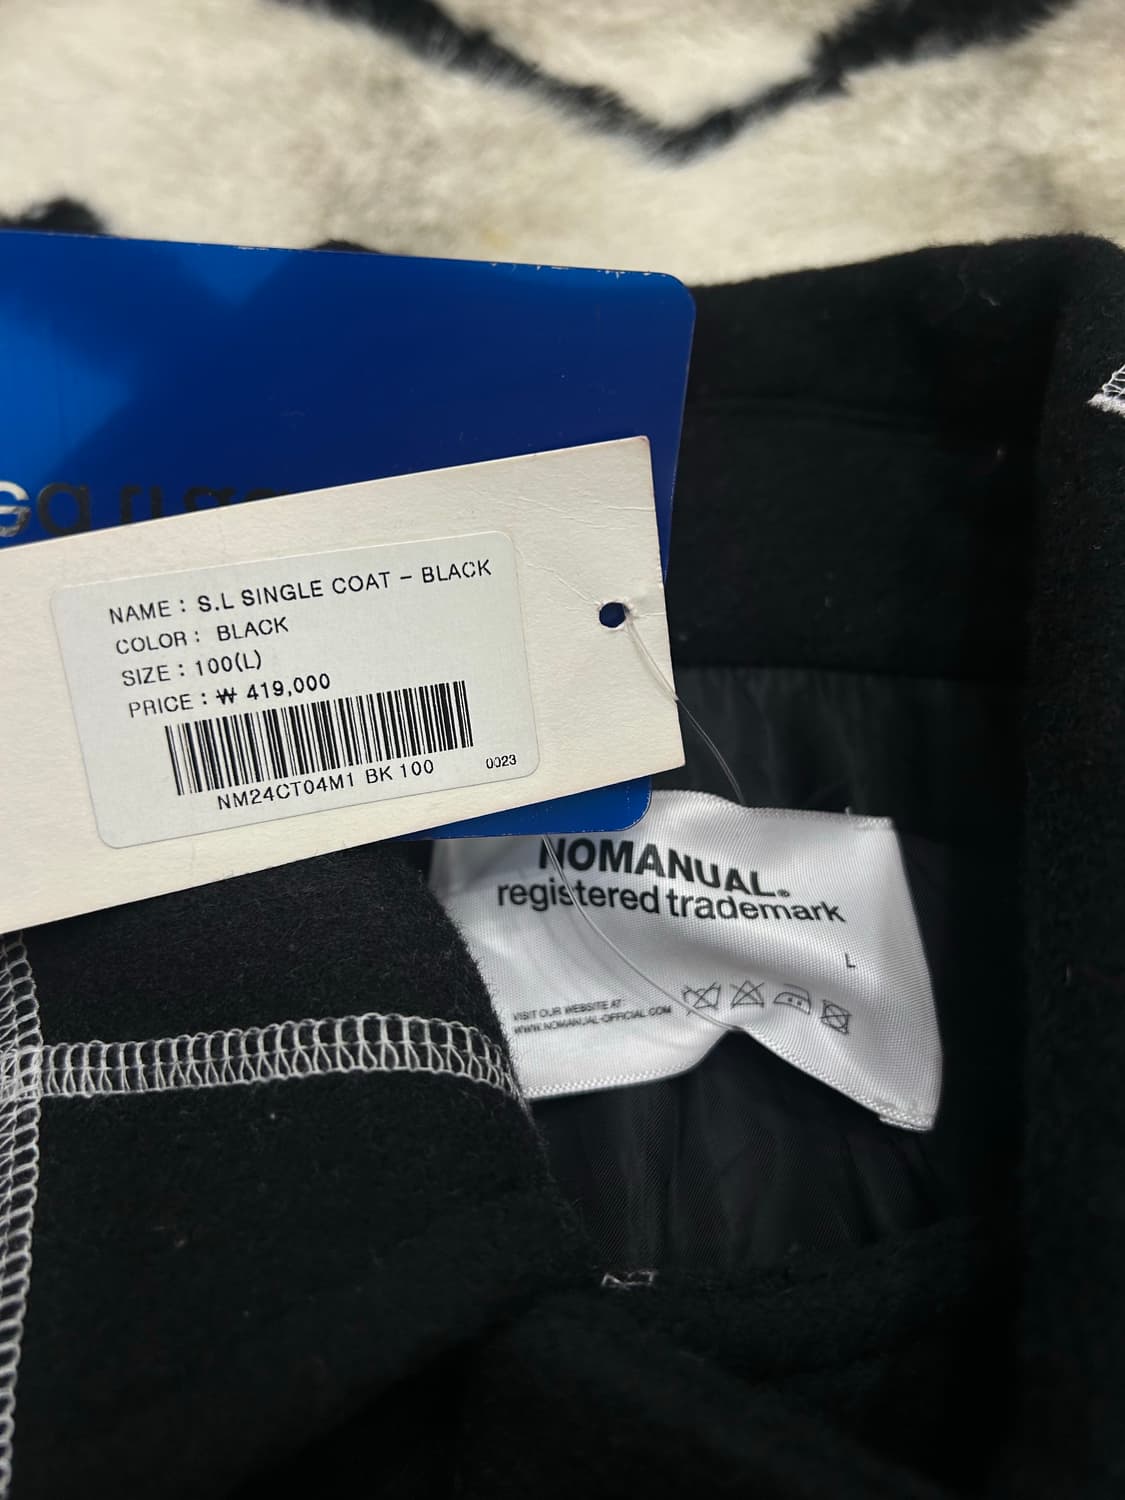 NAME : S.L SINGLE COAT - BLACK
COLOR : BLACK
SIZE : 100(L)
PRICE : ₩ 419,000
NM24CT04M1 BK 100
0023
NOMANUAL®
registered trademark
L
VISIT OUR WEBSITE AT:
WWW.NOMANUAL-OFFICIAL.COM